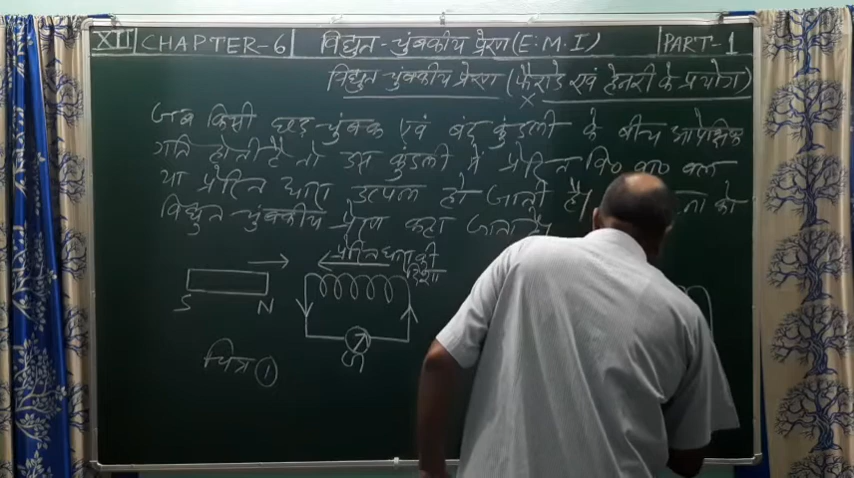 XII CHAPTER-6 विद्युत-चुंबकीय प्रेरण (E.M.I) PART-1
विद्युत चुंबकीय प्रेरण (फैराडे एवं हेनरी के प्रयोग)
जब किसी छड़ चुंबक एवं बंद कुंडली के बीच आपेक्षिक
गति होती है तो उस कुंडली में प्रेरित वि० वा० बल
या प्रेरित धारा उत्पन्न हो जाती है। ना को
विद्युत चुंबकीय प्रेरण कहा जाता है।
प्रेरित धारा की
दिशा
S N
G
चित्र ①